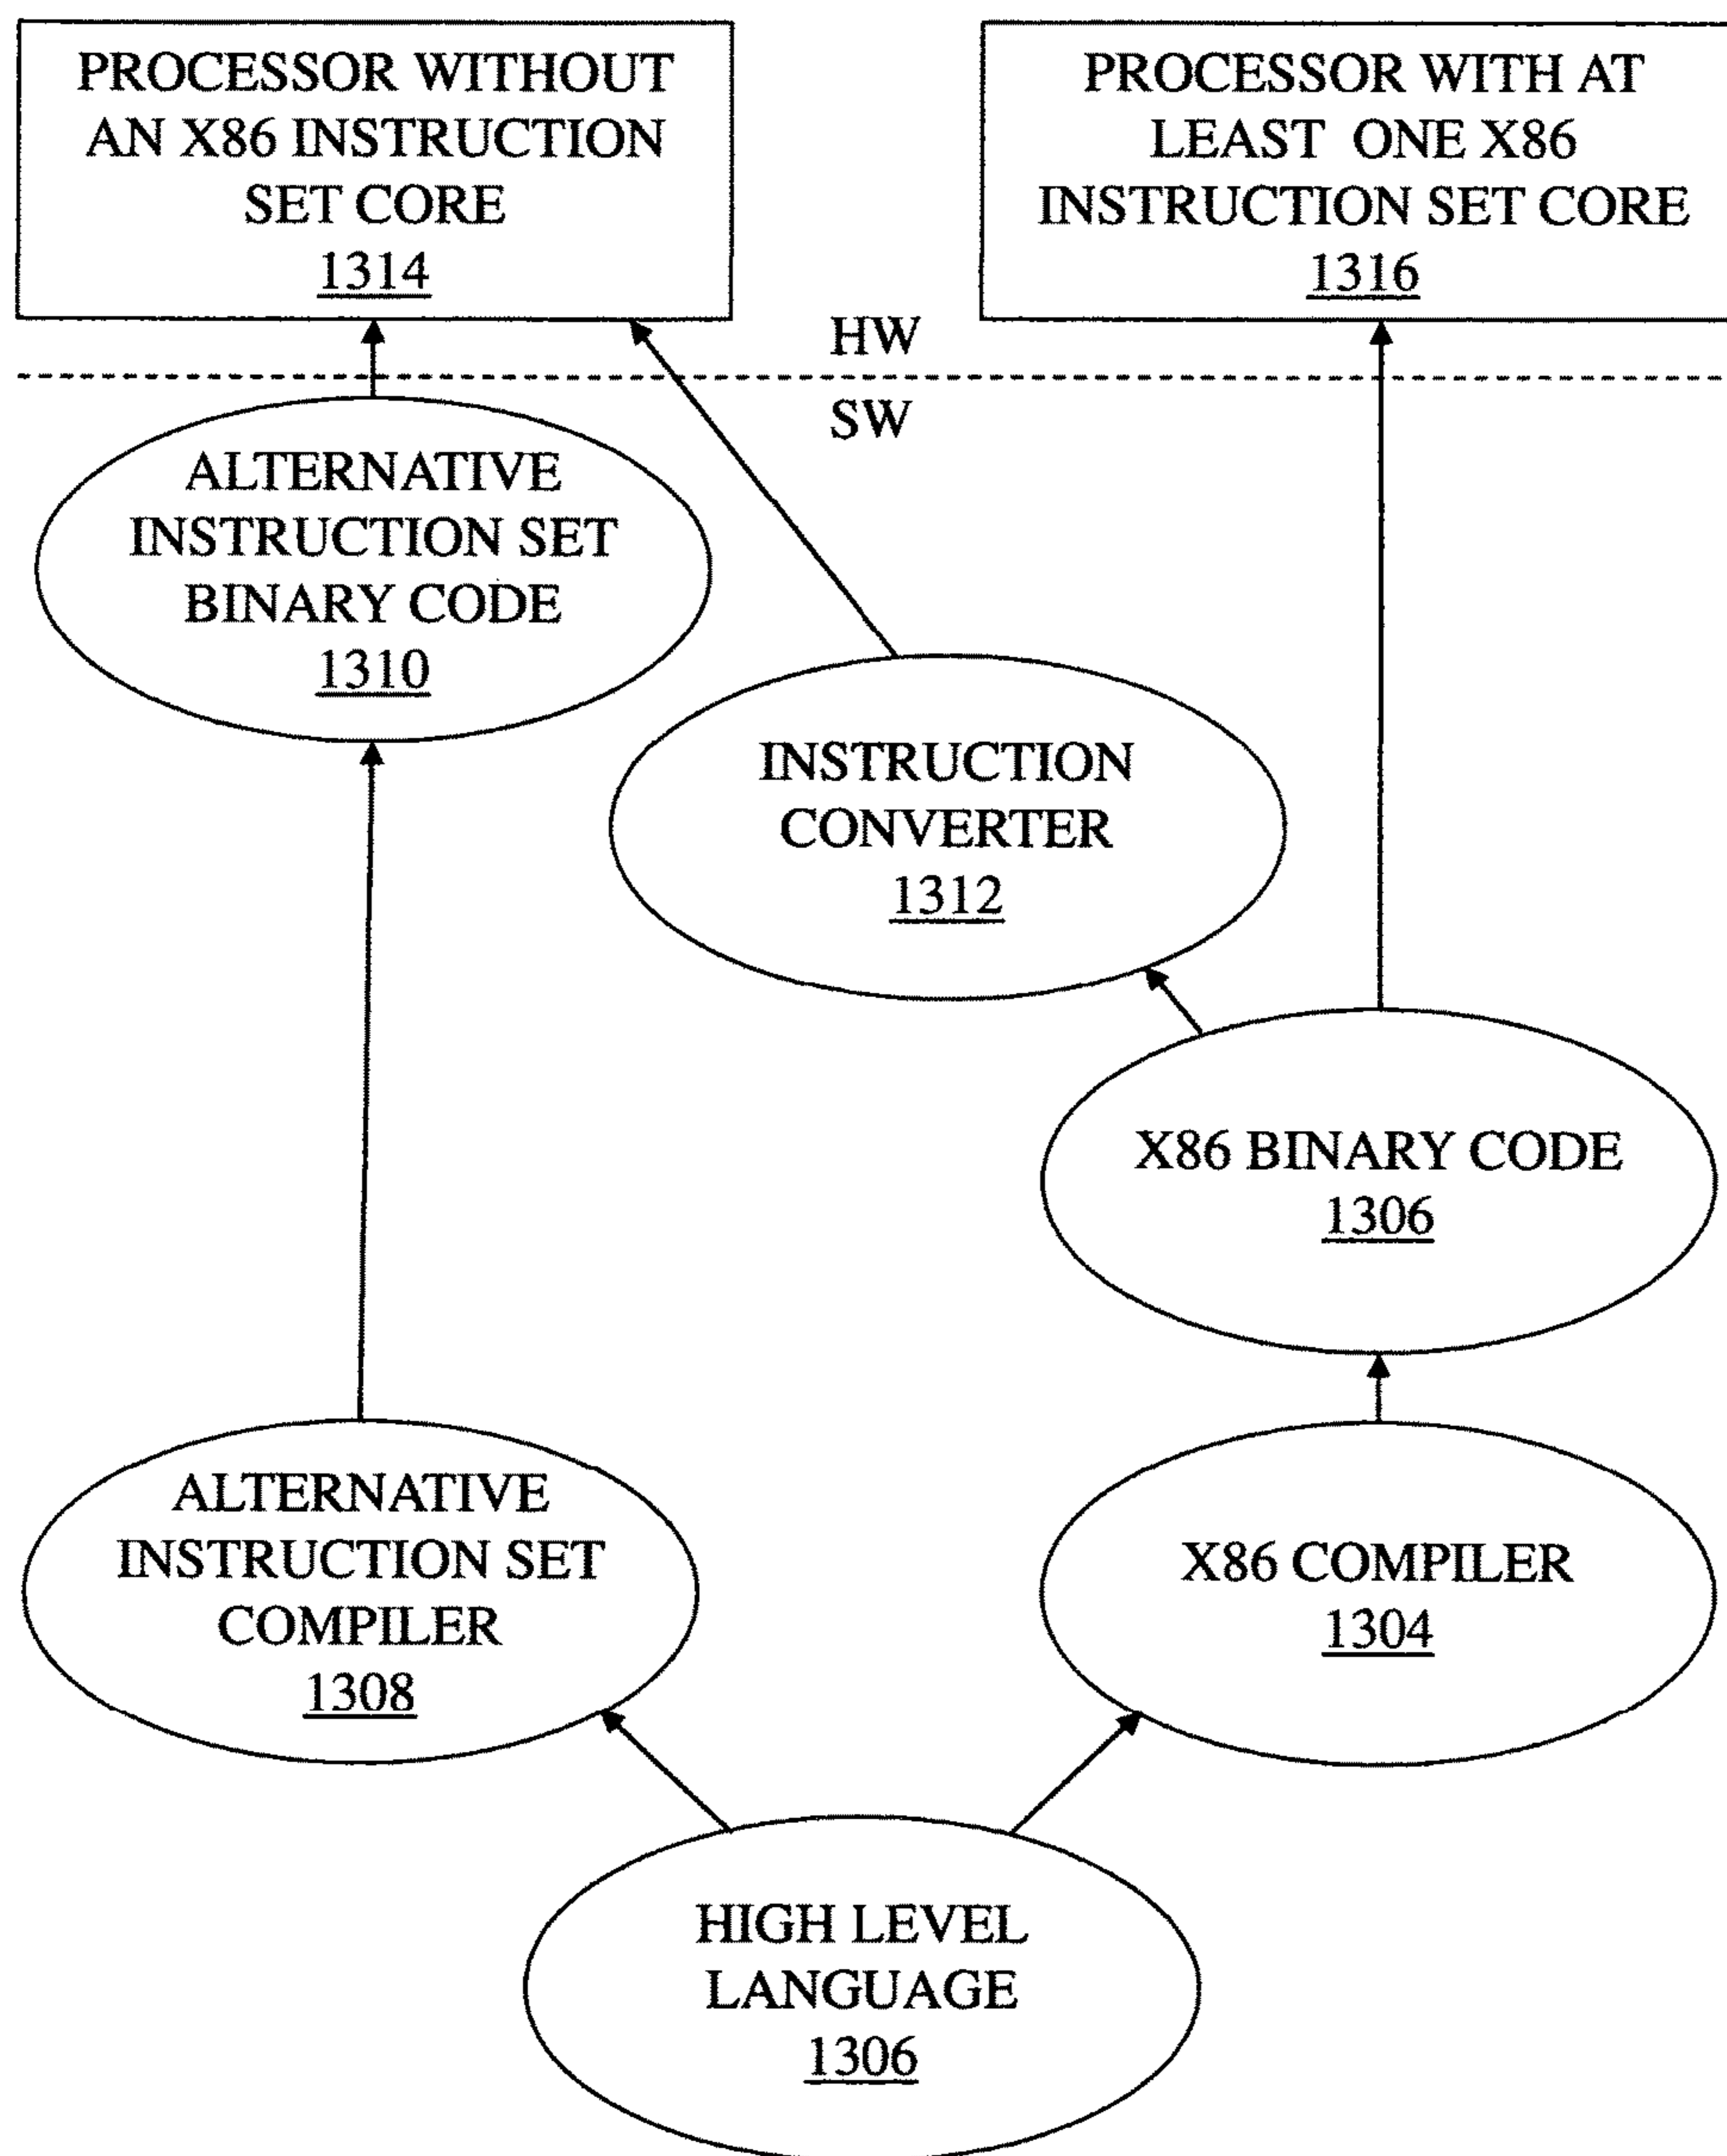 PROCESSOR WITHOUT
AN X86 INSTRUCTION
SET CORE
1314
PROCESSOR WITH AT
LEAST ONE X86
INSTRUCTION SET CORE
1316
HW
SW
ALTERNATIVE
INSTRUCTION SET
BINARY CODE
1310
INSTRUCTION
CONVERTER
1312
X86 BINARY CODE
1306
ALTERNATIVE
INSTRUCTION SET
COMPILER
1308
X86 COMPILER
1304
HIGH LEVEL
LANGUAGE
1306